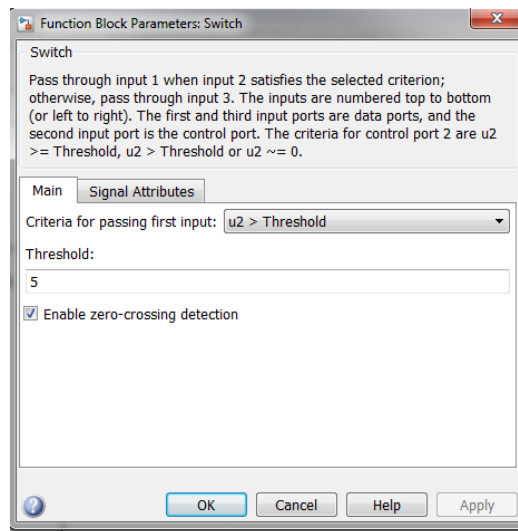 Function Block Parameters: Switch
Switch
Pass through input 1 when input 2 satisfies the selected criterion;
otherwise, pass through input 3. The inputs are numbered top to bottom
(or left to right). The first and third input ports are data ports, and the
second input port is the control port. The criteria for control port 2 are u2
>= Threshold, u2 > Threshold or u2 ~= 0.
Main Signal Attributes
Criteria for passing first input: u2 > Threshold
Threshold:
5
Enable zero-crossing detection
OK Cancel Help Apply